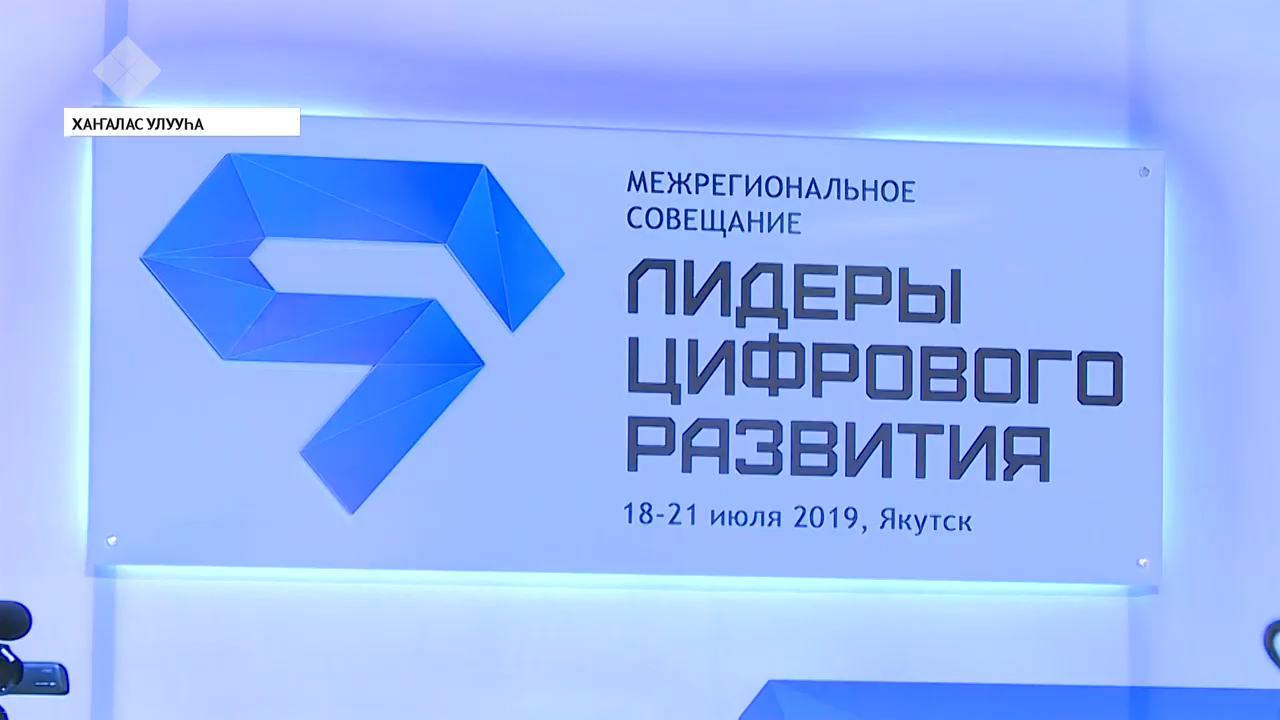 ХАҤАЛАС УЛУУҺА
МЕЖРЕГИОНАЛЬНОЕ
СОВЕЩАНИЕ
ЛИДЕРЫ
ЦИФРОВОГО
РАЗВИТИЯ
18-21 июля 2019, Якутск